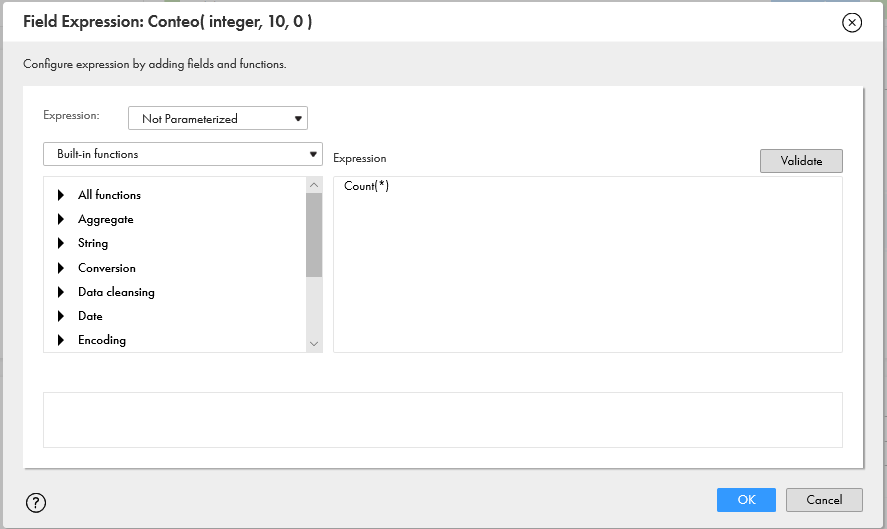 Field Expression: Conteo( integer, 10, 0 )
Configure expression by adding fields and functions.
Expression:
Not Parameterized
Built-in functions
Expression
Validate
All functions
Aggregate
String
Conversion
Data cleansing
Date
Encoding
Count(*)
?
OK
Cancel